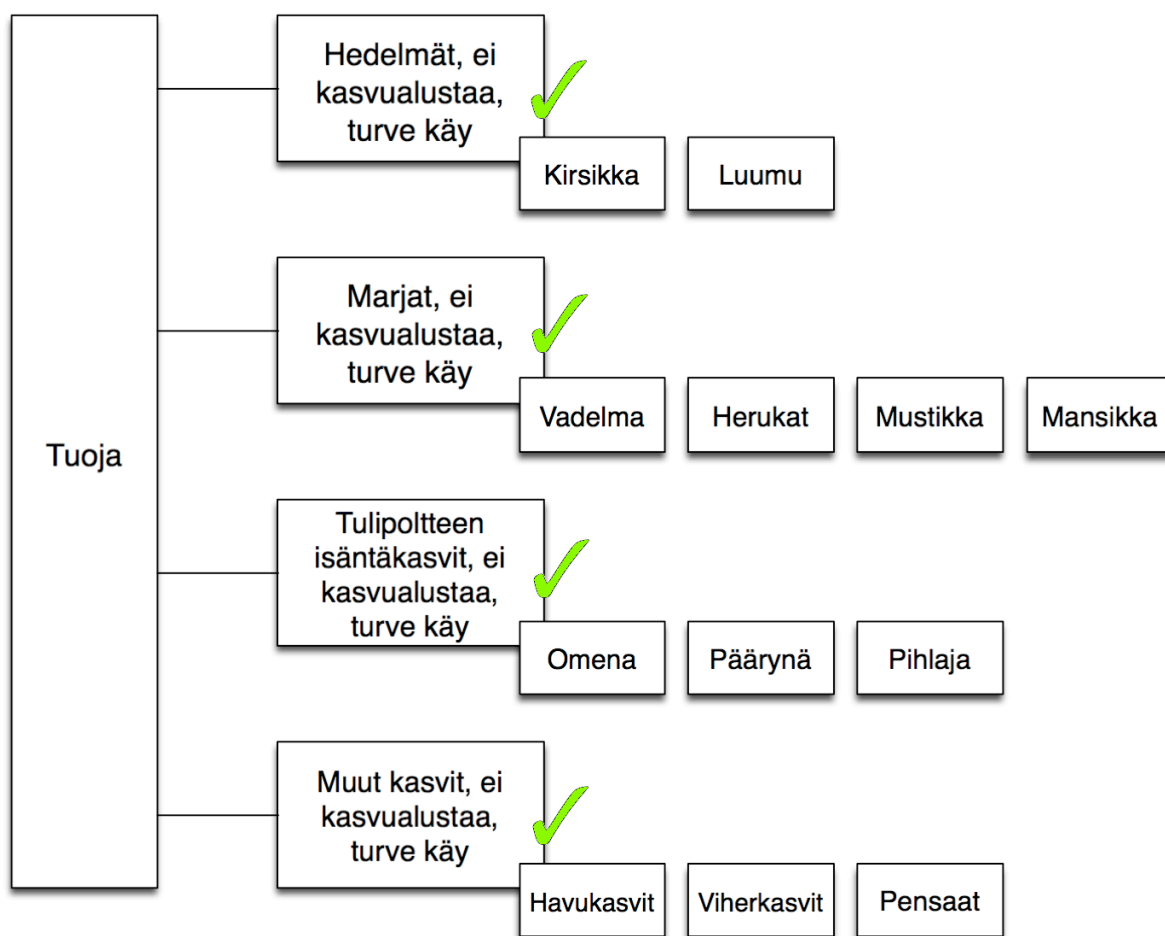 Hedelmät, ei
kasvualustaa,
turve käy
Kirsikka
Luumu
Marjat, ei
kasvualustaa,
turve käy
Vadelma
Herukat
Mustikka
Mansikka
Tuoja
Tulipoltteen
isäntäkasvit, ei
kasvualustaa,
turve käy
Omena
Päärynä
Pihlaja
Muut kasvit, ei
kasvualustaa,
turve käy
Havukasvit
Viherkasvit
Pensaat